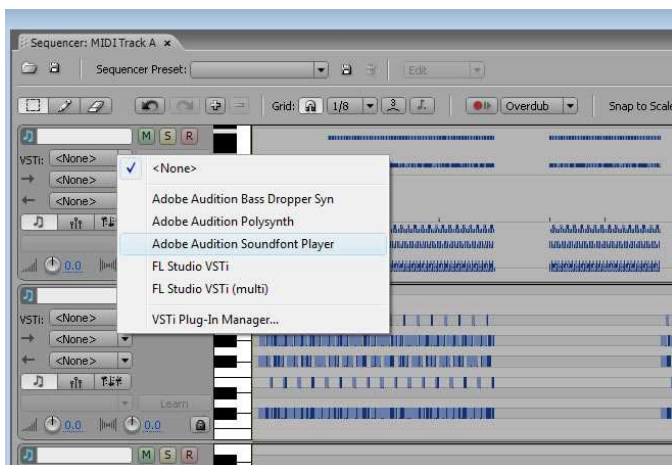 Sequencer: MIDI Track A x
Sequencer Preset: Edit
Grid: 1/8 3 Overdub Snap to Scale
M S R
VSTi: <None>
<None>
<None>
0.0
<None>
Adobe Audition Bass Dropper Syn
Adobe Audition Polysynth
Adobe Audition Soundfont Player
FL Studio VSTi
FL Studio VSTi (multi)
VSTi Plug-In Manager...
VSTi: <None>
<None>
<None>
Learn
0.0 0.0
M S R